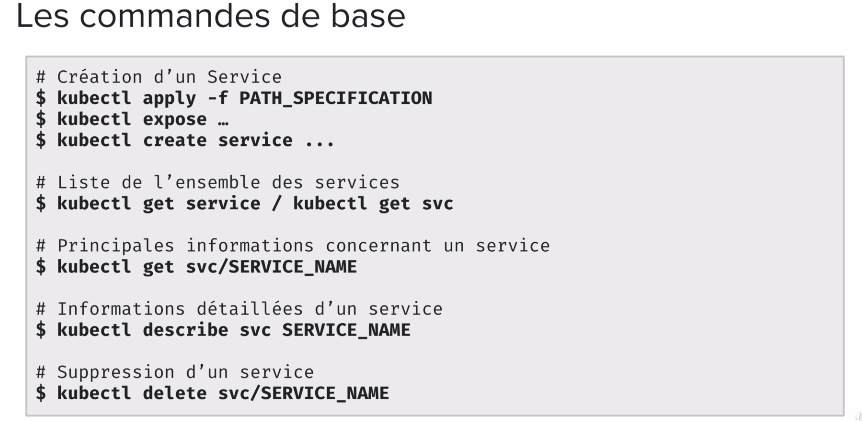 Les commandes de base
# Création d’un Service
$ kubectl apply -f PATH_SPECIFICATION
$ kubectl expose …
$ kubectl create service ...
# Liste de l’ensemble des services
$ kubectl get service / kubectl get svc
# Principales informations concernant un service
$ kubectl get svc/SERVICE_NAME
# Informations détaillées d’un service
$ kubectl describe svc SERVICE_NAME
# Suppression d’un service
$ kubectl delete svc/SERVICE_NAME